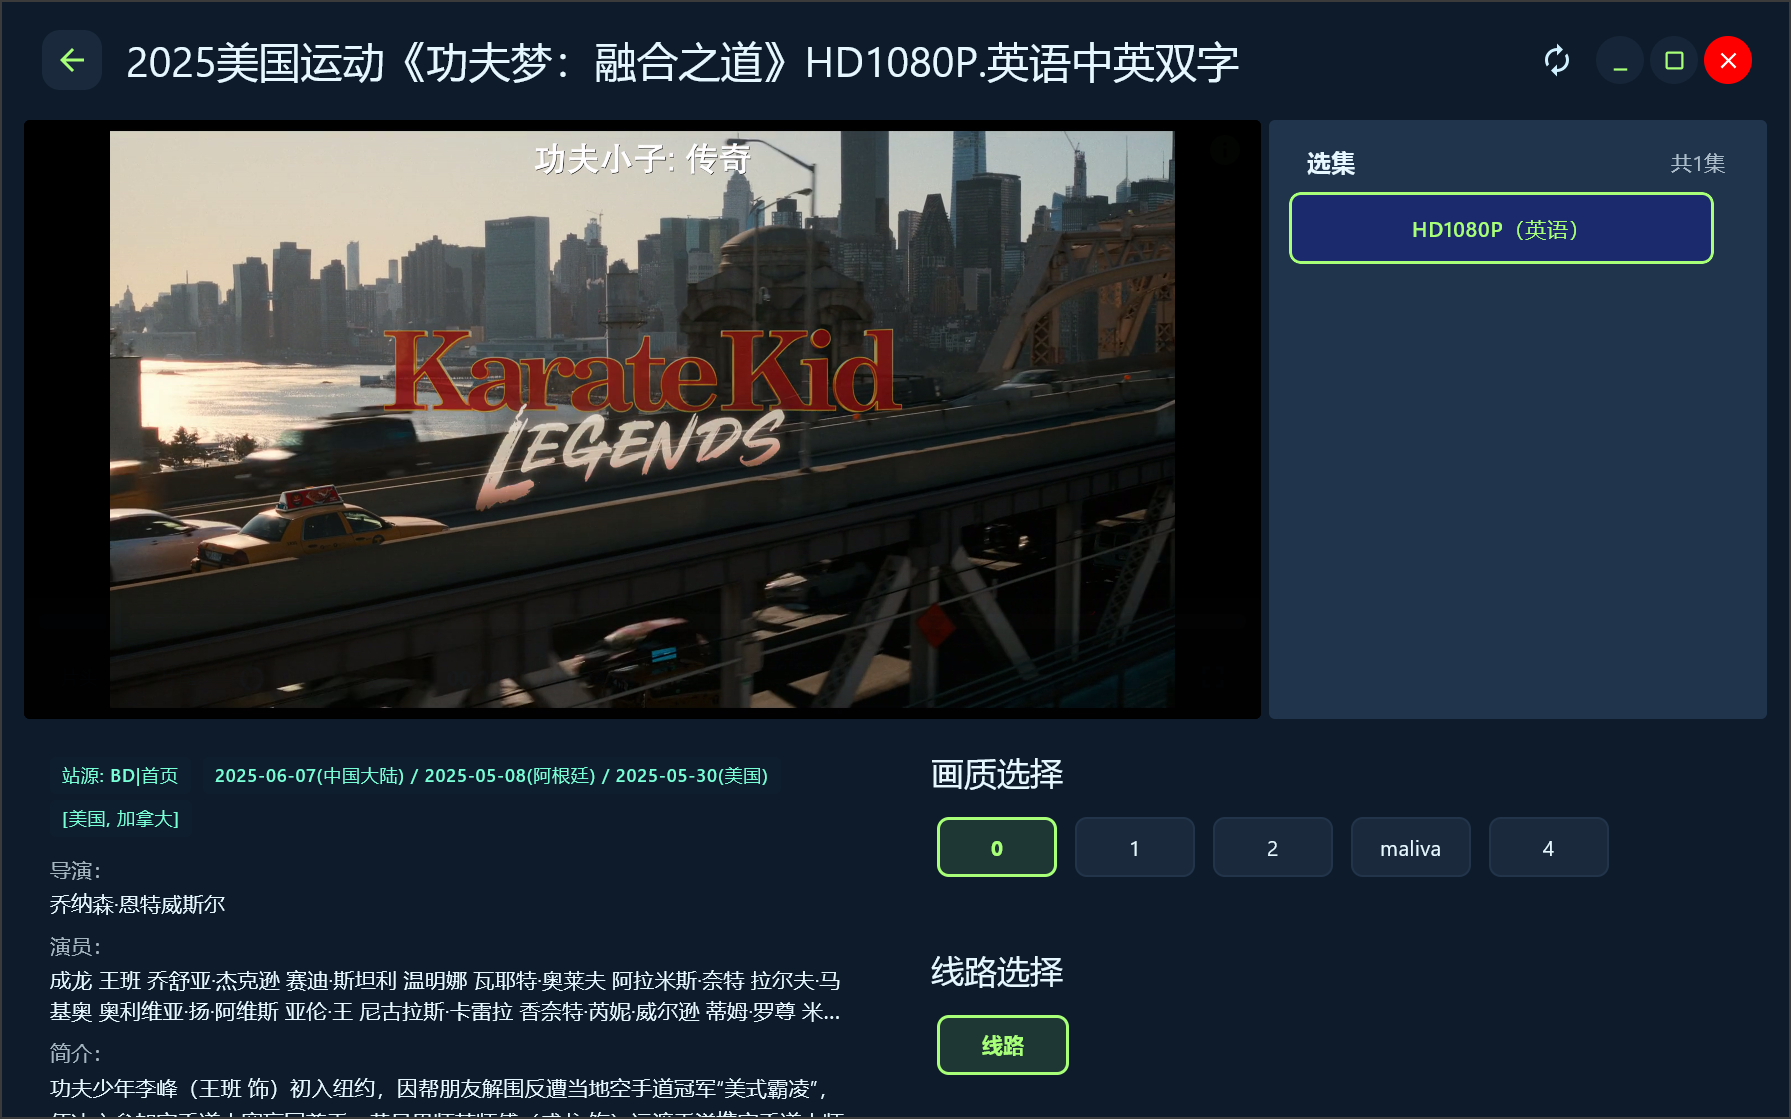 2025美国运动《功夫梦：融合之道》HD1080P.英语中英双字
功夫小子: 传奇
Karate Kid
LEGENDS
选集
共1集
HD1080P（英语）
站源: BD|首页
2025-06-07(中国大陆) / 2025-05-08(阿根廷) / 2025-05-30(美国)
[美国, 加拿大]
导演：
乔纳森·恩特威斯尔
演员：
成龙 王班 乔舒亚·杰克逊 赛迪·斯坦利 温明娜 瓦耶特·奥莱夫 阿拉米斯·奈特 拉尔夫·马
基奥 奥利维亚·扬·阿维斯 亚伦·王 尼古拉斯·卡雷拉 香奈特·芮妮·威尔逊 蒂姆·罗尊 米...
简介：
功夫少年李峰（王班 饰）初入纽约，因帮朋友解围反遭当地空手道冠军“美式霸凌”，
画质选择
0
1
2
maliva
4
线路选择
线路